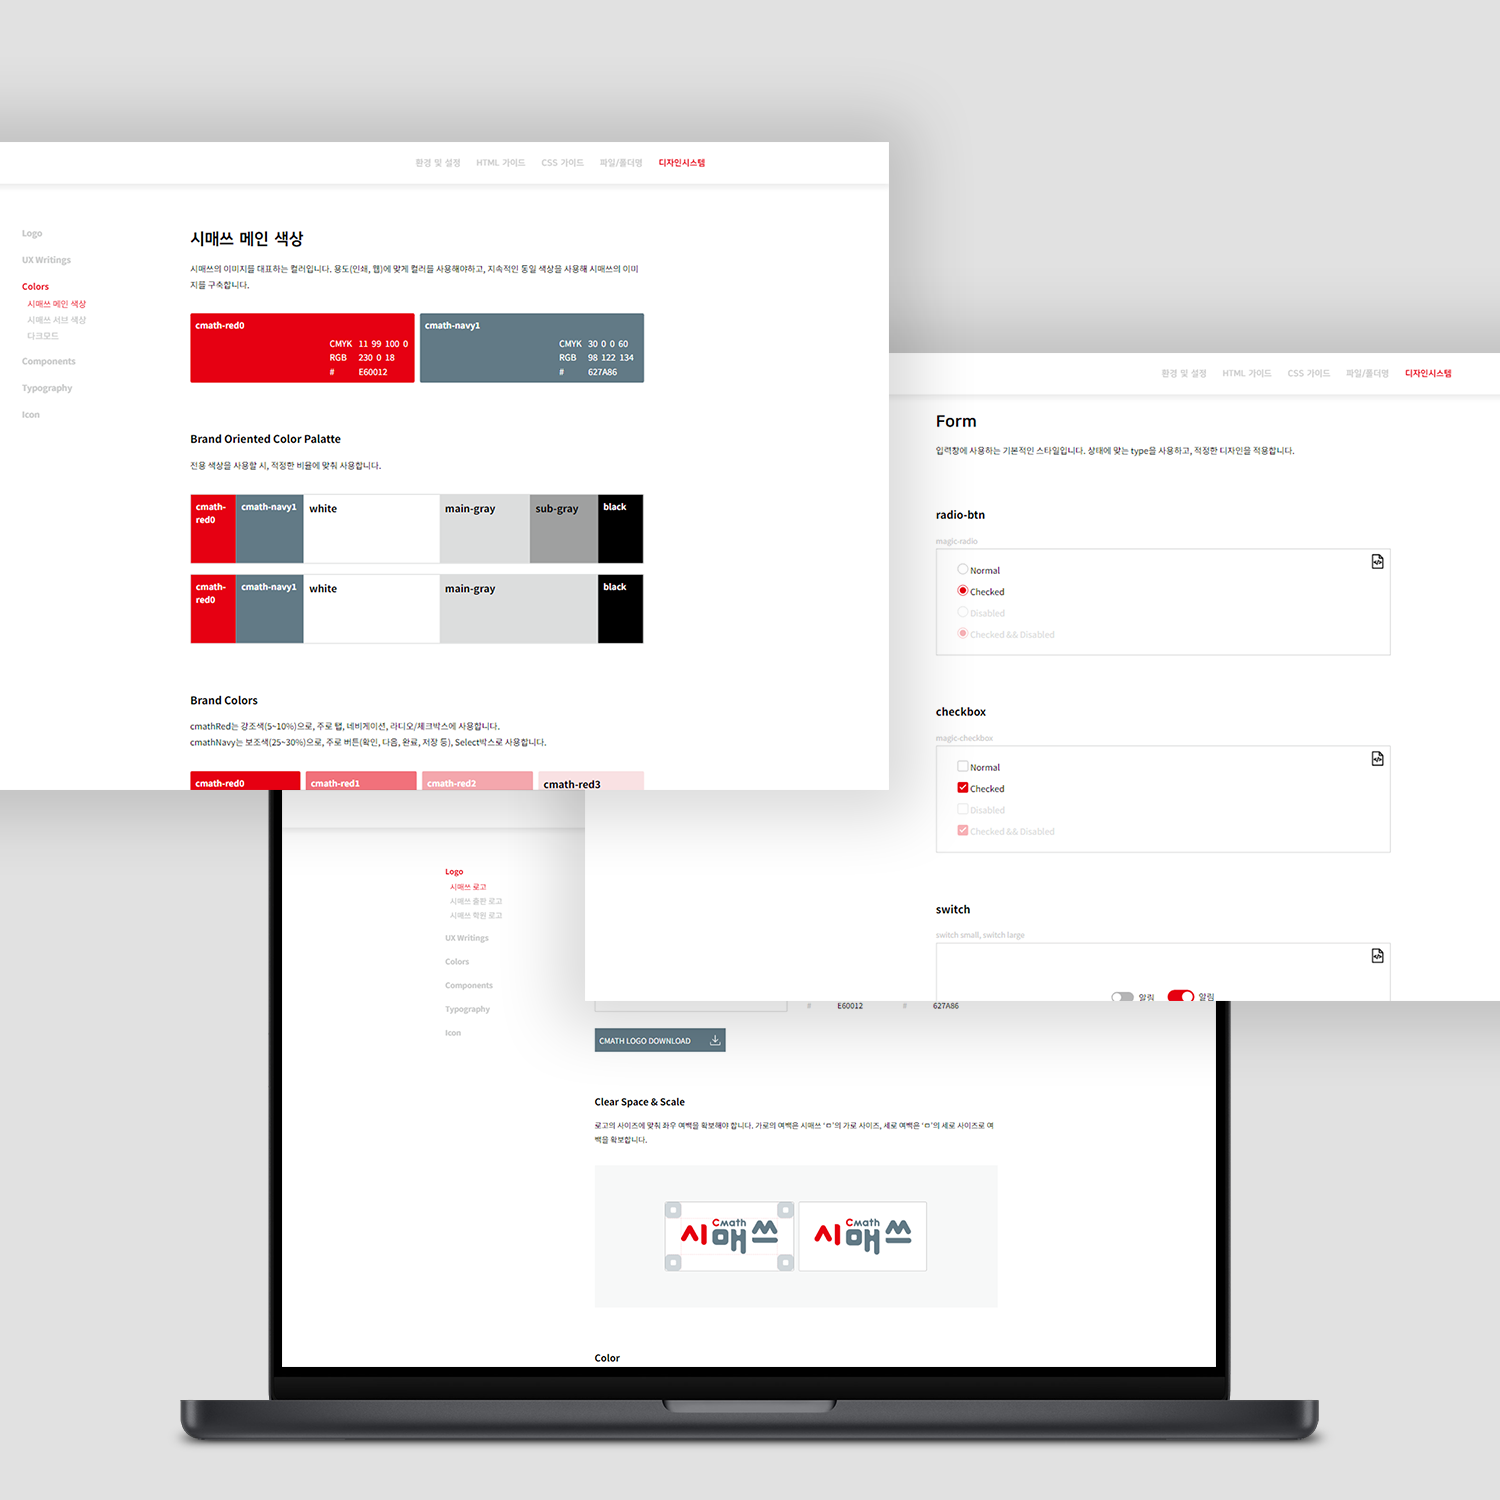 환경 및 설정 HTML 가이드 CSS 가이드 파일/폴더명 디자인시스템
Logo
UX Writings
Colors
시매쓰 메인 색상
시매쓰 서브 색상
다크모드
Components
Typography
Icon
시매쓰 메인 색상
시매쓰의 이미지를 대표하는 컬러입니다. 용도(인쇄, 웹)에 맞게 컬러를 사용해야하고, 지속적인 동일 색상을 사용해 시매쓰의 이미
지를 구축합니다.
cmath-red0
CMYK 11 99 100 0
RGB 230 0 18
# E60012
cmath-navy1
CMYK 30 0 0 60
RGB 98 122 134
# 627A86
Brand Oriented Color Palatte
전용 색상을 사용할 시, 적정한 비율에 맞춰 사용합니다.
cmath-
red0
cmath-navy1
white
main-gray
sub-gray
black
cmath-
red0
cmath-navy1
white
main-gray
black
Brand Colors
cmathRed는 강조색(5~10%)으로, 주로 탭, 네비게이션, 라디오/체크박스에 사용합니다.
cmathNavy는 보조색(25~30%)으로, 주로 버튼(확인, 다음, 완료, 저장 등), Select박스로 사용합니다.
cmath-red0
cmath-red1
cmath-red2
cmath-red3
환경 및 설정 HTML 가이드 CSS 가이드 파일/폴더명 디자인시스템
Form
입력창에 사용하는 기본적인 스타일입니다. 상태에 맞는 type을 사용하고, 적정한 디자인을 적용합니다.
radio-btn
magic-radio
Normal
Checked
Disabled
Checked && Disabled
checkbox
magic-checkbox
Normal
Checked
Disabled
Checked && Disabled
switch
switch small, switch large
알림 알림
Logo
시매쓰 로고
시매쓰 출판 로고
시매쓰 학원 로고
UX Writings
Colors
Components
Typography
Icon
# E60012 # 627A86
CMATH LOGO DOWNLOAD
Clear Space & Scale
로고의 사이즈에 맞춰 좌우 여백을 확보해야 합니다. 가로의 여백은 시매쓰 'ㅁ'의 가로 사이즈, 세로 여백은 'ㅁ'의 세로 사이즈로 여
백을 확보합니다.
Cmath
시매쓰
Cmath
시매쓰
Color